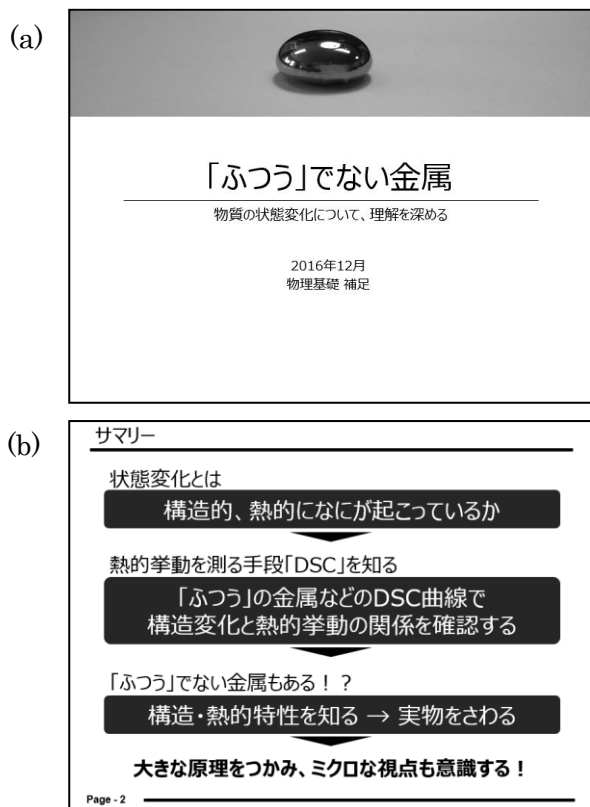 (a)
「ふつう」でない金属
物質の状態変化について、理解を深める
2016年12月
物理基礎 補足
(b)
サマリー
状態変化とは
構造的、熱的になにが起こっているか
熱的挙動を測る手段「DSC」を知る
「ふつう」の金属などのDSC曲線で
構造変化と熱的挙動の関係を確認する
「ふつう」でない金属もある！？
構造・熱的特性を知る → 実物をさわる
大きな原理をつかみ、ミクロな視点も意識する！
Page - 2